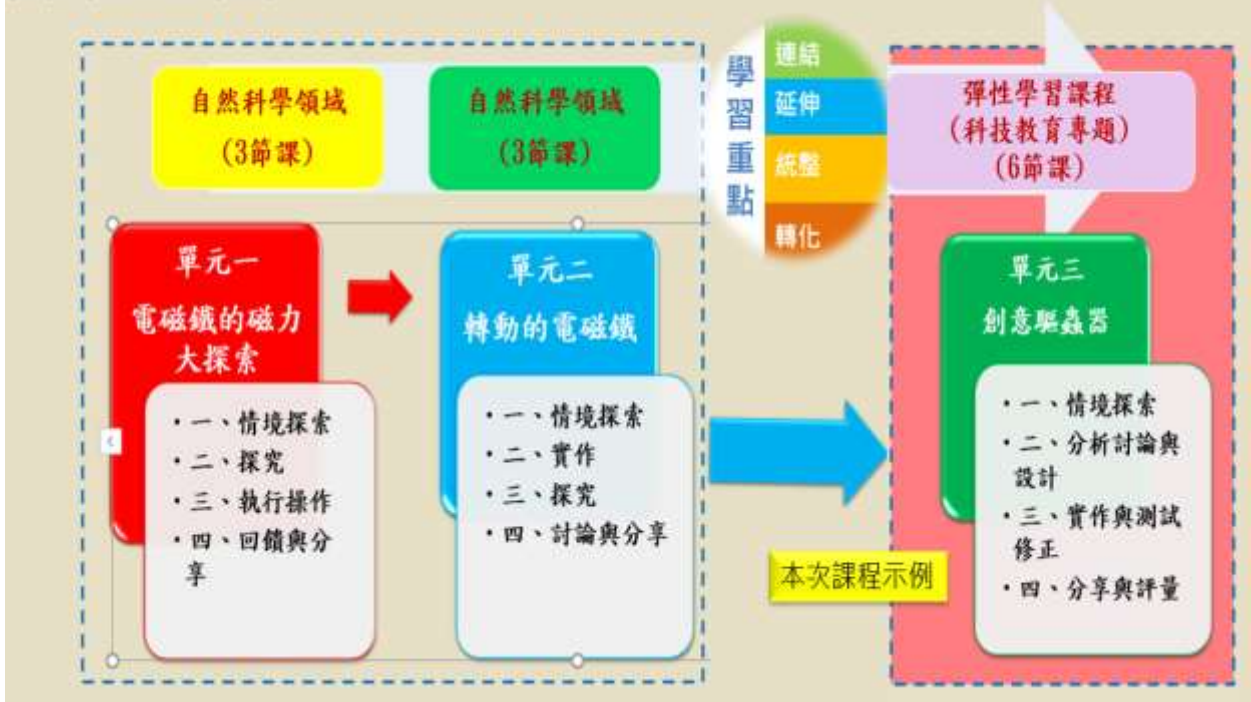 自然科學領域
(3節課)
自然科學領域
(3節課)
學習重點
連結
延伸
統整
轉化
彈性學習課程
(科技教育專題)
(6節課)
單元一
電磁鐵的磁力
大探索
・一、情境探索
・二、探究
・三、執行操作
・四、回饋與分
享
單元二
轉動的電磁鐵
・一、情境探索
・二、實作
・三、探究
・四、討論與分享
單元三
創意驅蟲器
・一、情境探索
・二、分析討論與
設計
・三、實作與測試
修正
・四、分享與評量
本次課程示例